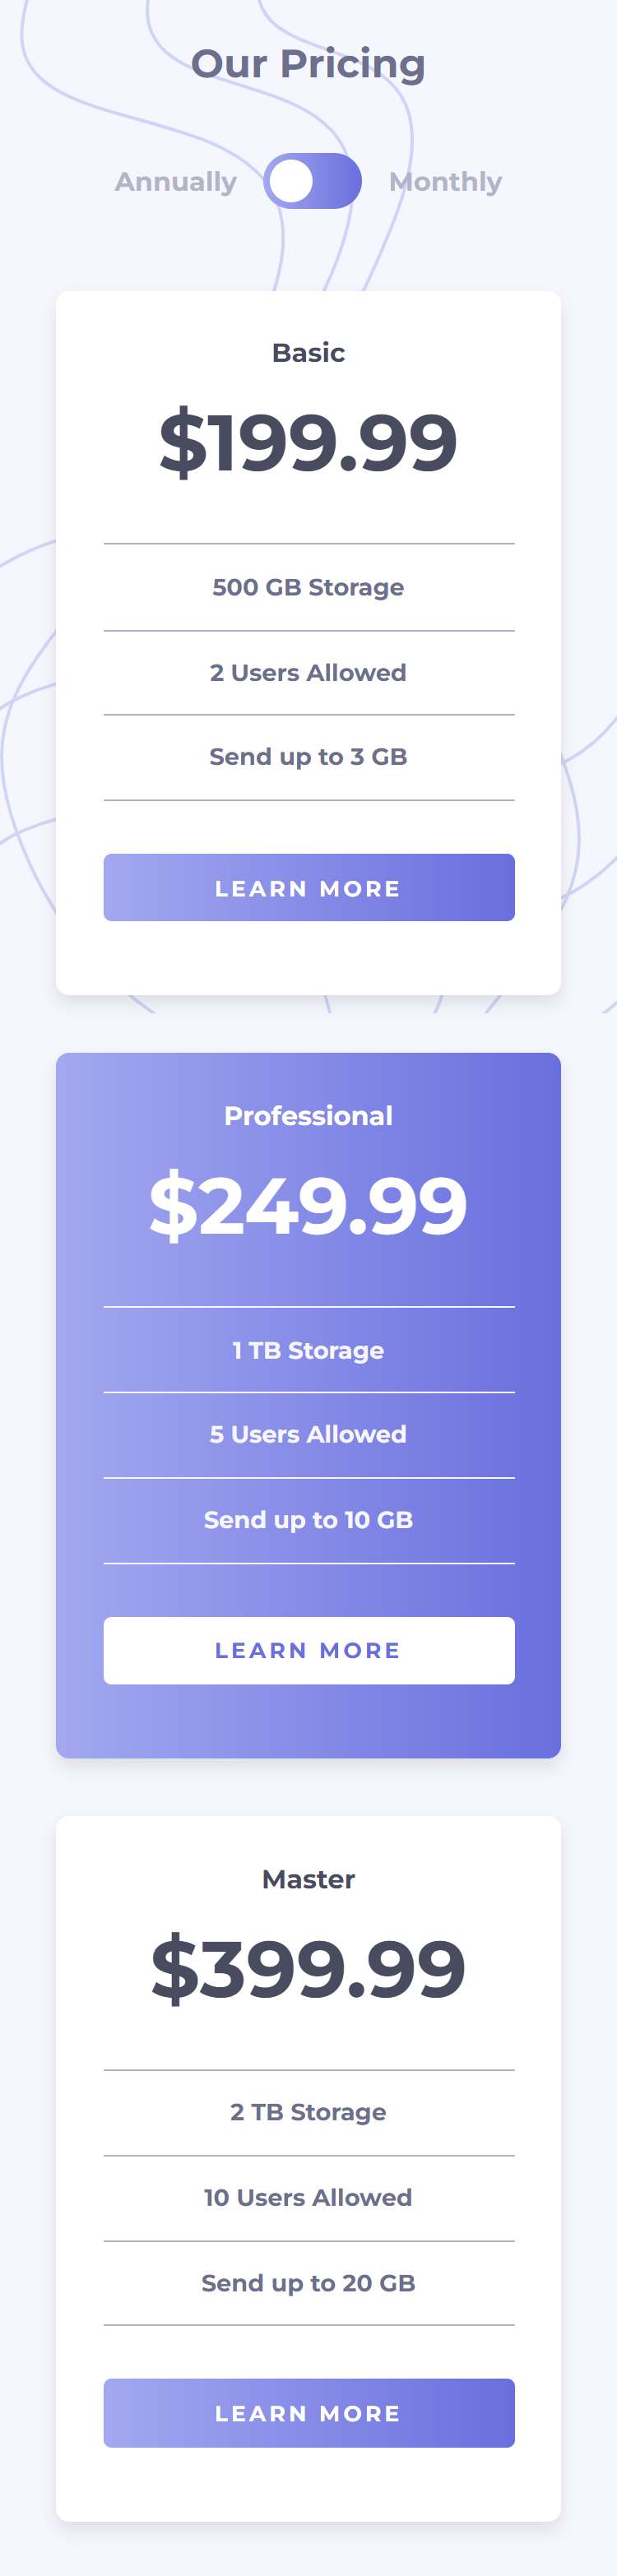 Our Pricing
Annually Monthly
Basic
$199.99
500 GB Storage
2 Users Allowed
Send up to 3 GB
LEARN MORE
Professional
$249.99
1 TB Storage
5 Users Allowed
Send up to 10 GB
LEARN MORE
Master
$399.99
2 TB Storage
10 Users Allowed
Send up to 20 GB
LEARN MORE